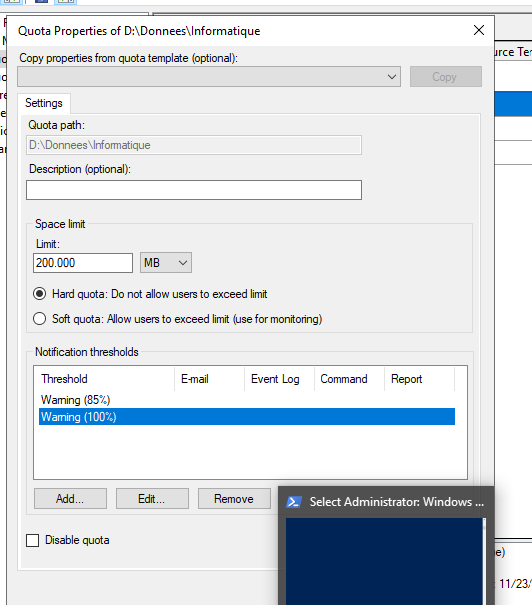 Quota Properties of D:\Donnees\Informatique
Copy properties from quota template (optional):
Copy
urce Te
Settings
Quota path:
D:\Donnees\Informatique
Description (optional):
Space limit
Limit:
200.000 MB
Hard quota: Do not allow users to exceed limit
Soft quota: Allow users to exceed limit (use for monitoring)
Notification thresholds
Threshold E-mail Event Log Command Report
Warning (85%)
Warning (100%)
Add... Edit... Remove
Select Administrator: Windows ...
Disable quota
11/23/